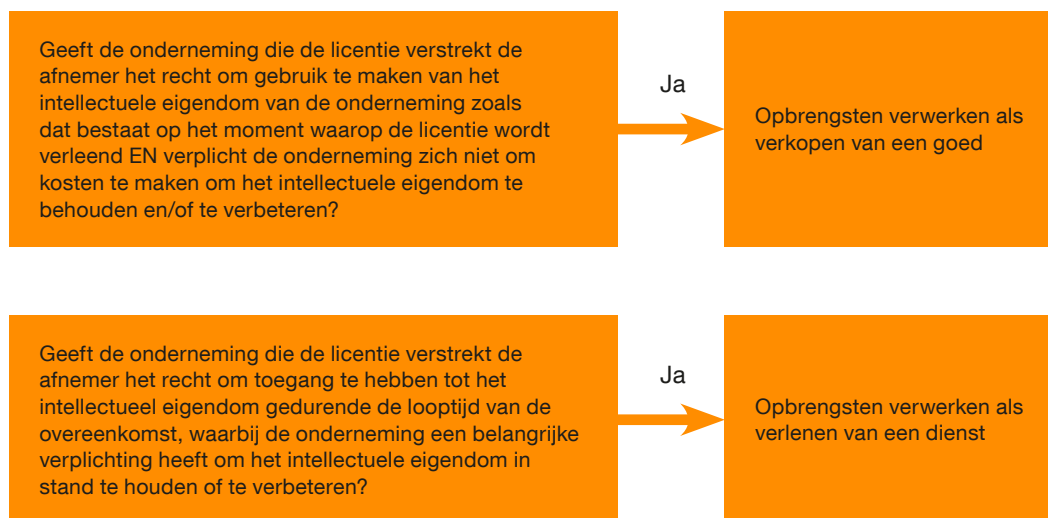 Geeft de onderneming die de licentie verstrekt de
afnemer het recht om gebruik te maken van het
intellectuele eigendom van de onderneming zoals
dat bestaat op het moment waarop de licentie wordt
verleend EN verplicht de onderneming zich niet om
kosten te maken om het intellectuele eigendom te
behouden en/of te verbeteren?
Ja
Opbrengsten verwerken als
verkopen van een goed
Geeft de onderneming die de licentie verstrekt de
afnemer het recht om toegang te hebben tot het
intellectueel eigendom gedurende de looptijd van de
overeenkomst, waarbij de onderneming een belangrijke
verplichting heeft om het intellectuele eigendom in
stand te houden of te verbeteren?
Ja
Opbrengsten verwerken als
verlenen van een dienst